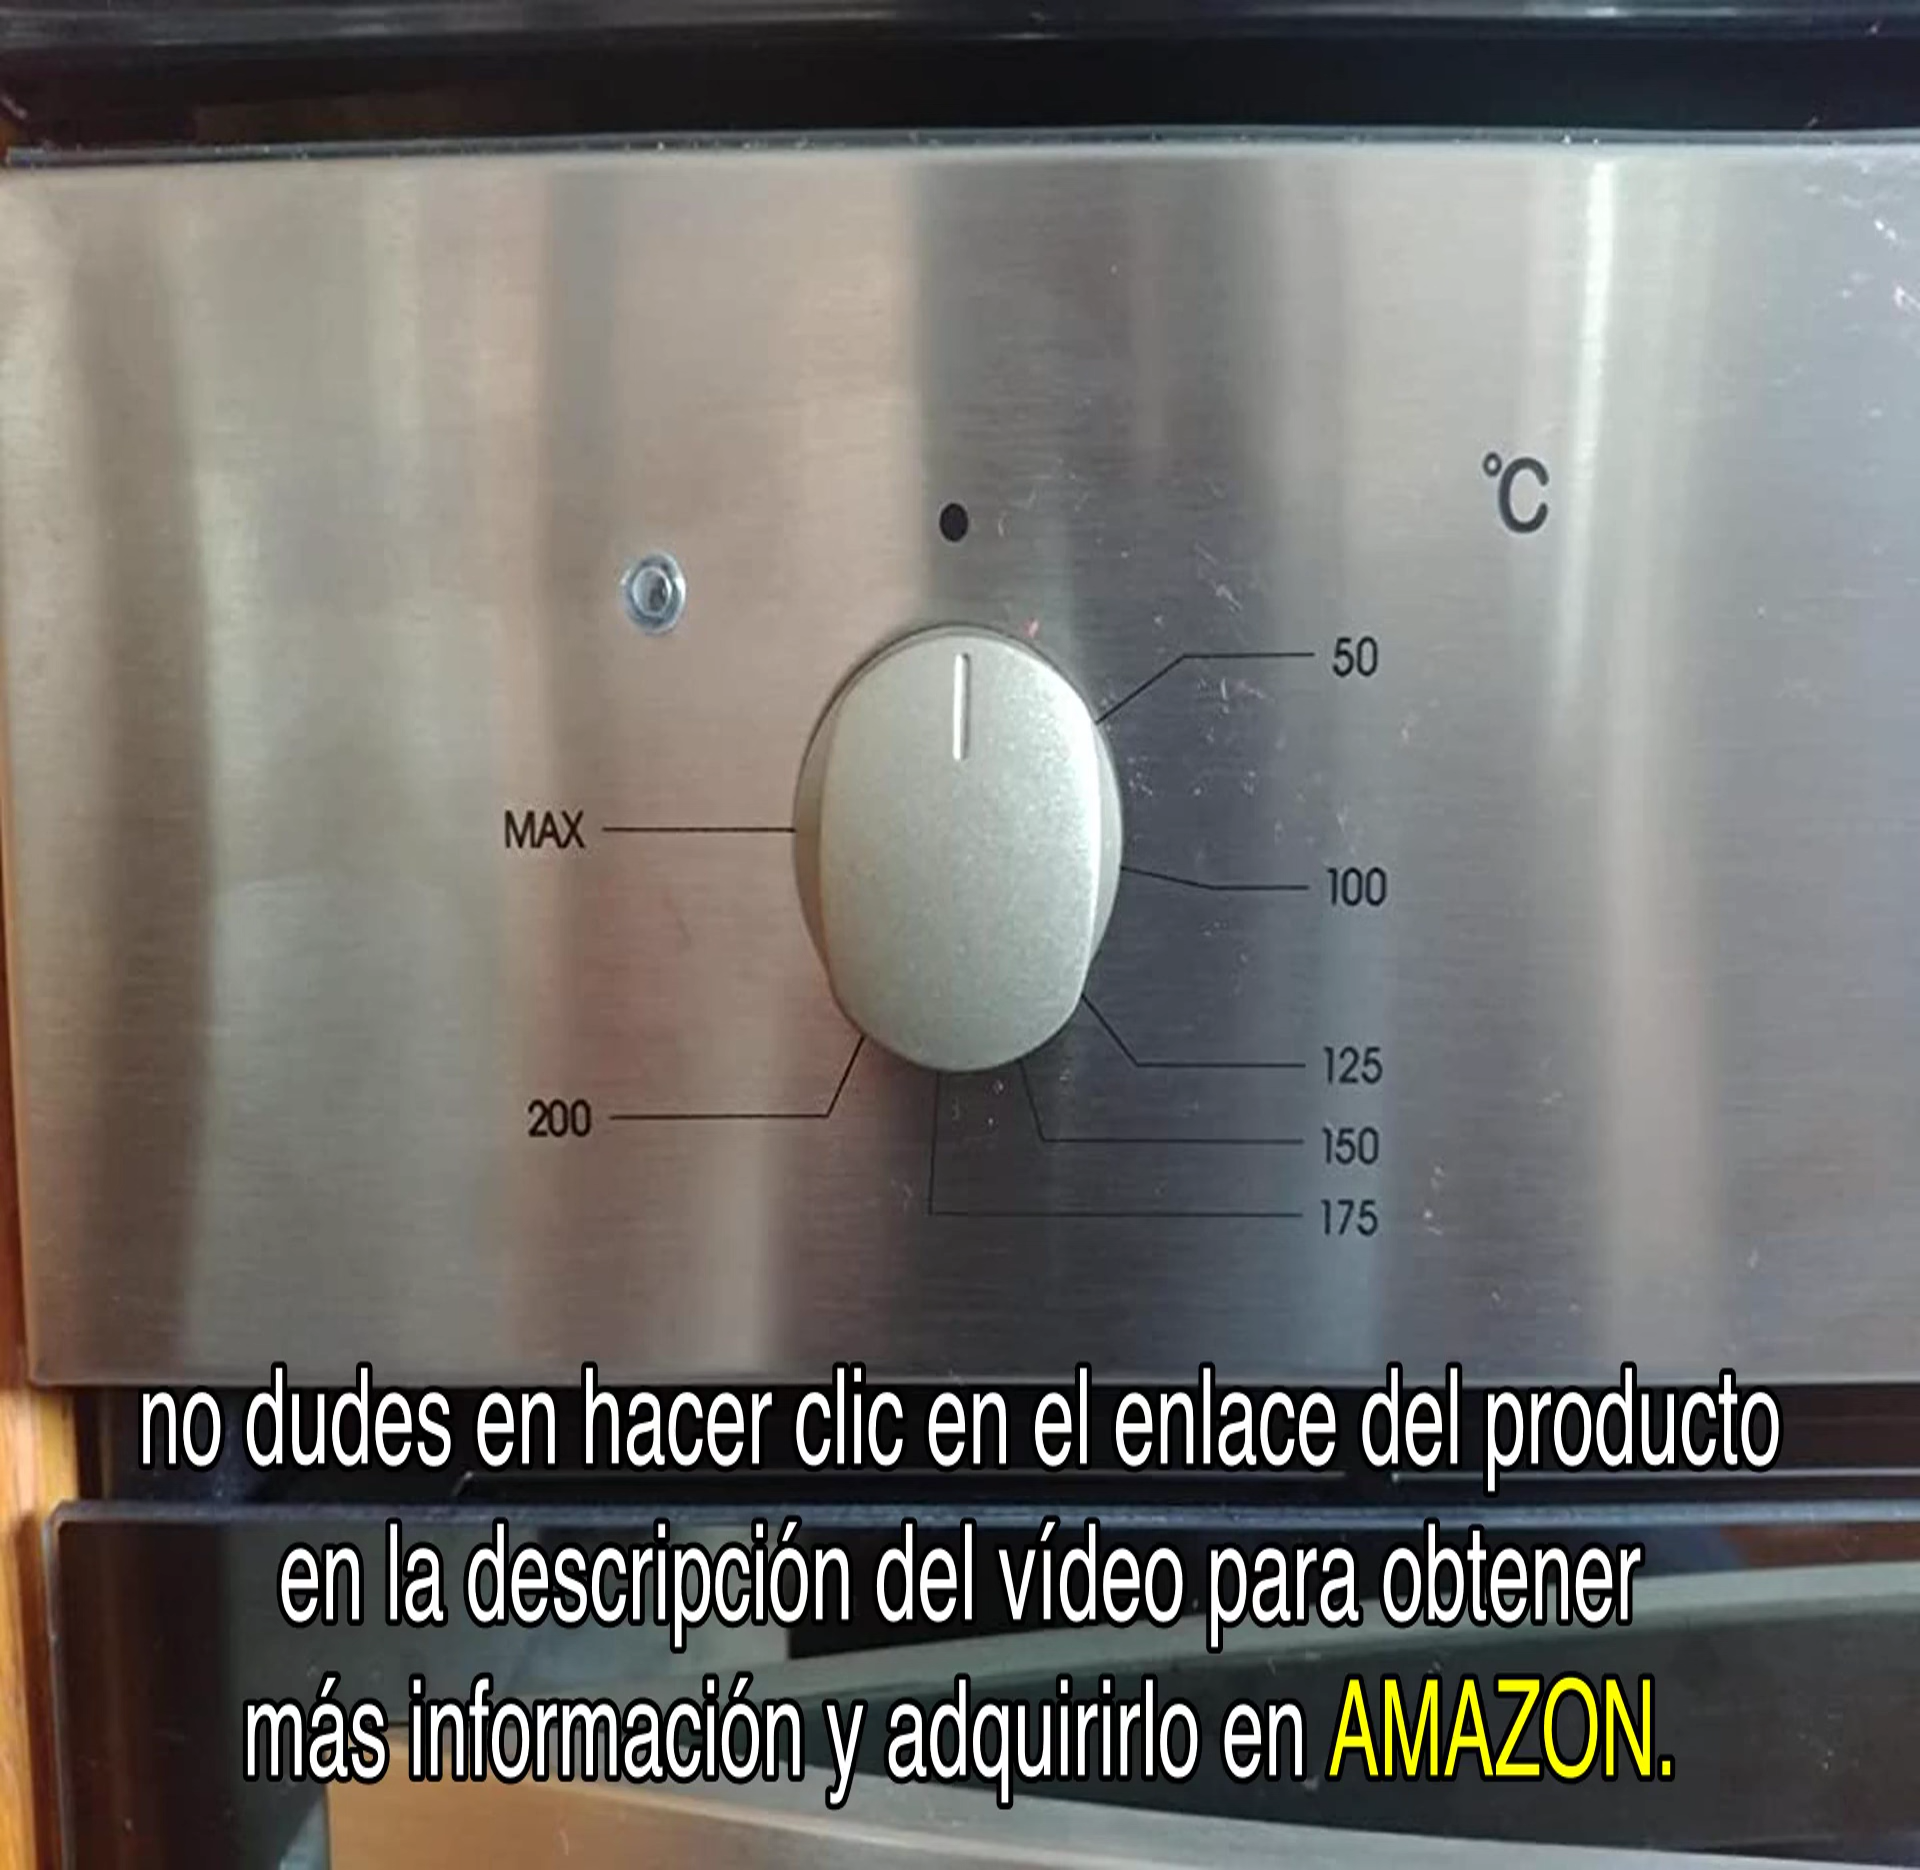 °C
50
MAX
100
125
200
150
175
no dudes en hacer clic en el enlace del producto
en la descripción del vídeo para obtener
más información y adquirirlo en AMAZON.